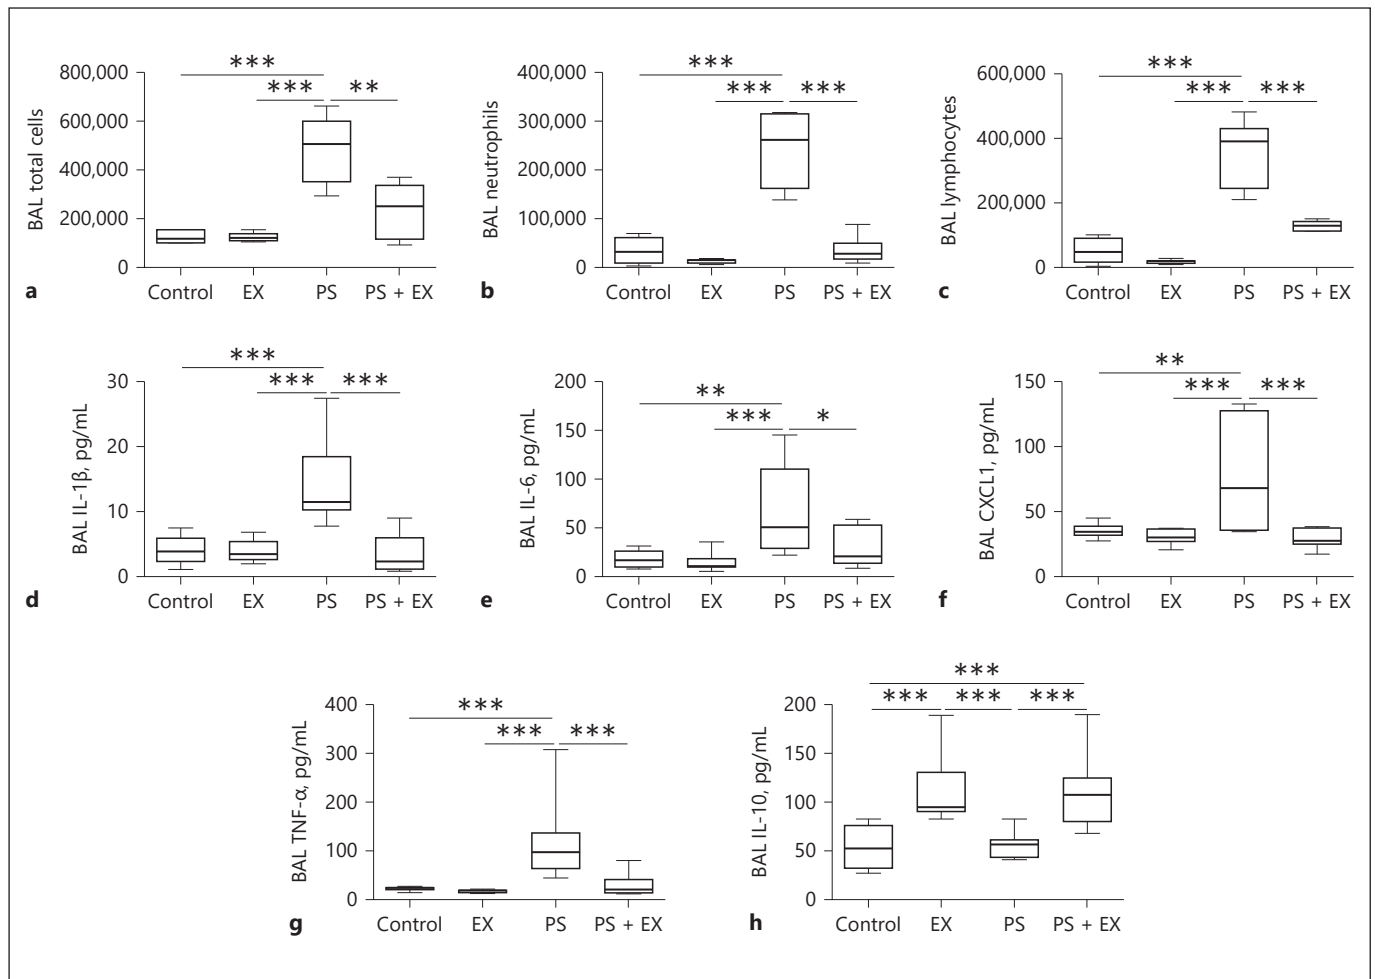 ***
*** **
800,000
600,000
400,000
200,000
0
BAL total cells
Control EX PS PS + EX
a
***
*** ***
400,000
300,000
200,000
100,000
0
BAL neutrophils
Control EX PS PS + EX
b
***
*** ***
600,000
400,000
200,000
0
BAL lymphocytes
Control EX PS PS + EX
c
***
*** ***
30
20
10
0
BAL IL-1β, pg/mL
Control EX PS PS + EX
d
**
*** *
200
150
100
50
0
BAL IL-6, pg/mL
Control EX PS PS + EX
e
**
*** ***
150
100
50
0
BAL CXCL1, pg/mL
Control EX PS PS + EX
f
***
*** ***
400
300
200
100
0
BAL TNF-α, pg/mL
Control EX PS PS + EX
g
***
*** *** ***
200
150
100
50
0
BAL IL-10, pg/mL
Control EX PS PS + EX
h